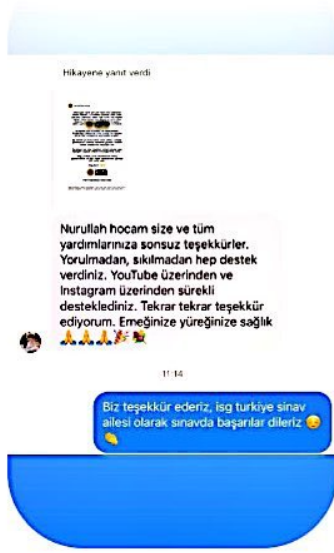 Hikayene yanıt verdi
Nurullah hocam size ve tüm
yardımlarınıza sonsuz teşekkürler.
Yorulmadan, sıkılmadan hep destek
verdiniz. YouTube üzerinden ve
Instagram üzerinden sürekli
desteklediniz. Tekrar tekrar teşekkür
ediyorum. Emeğinize yüreğinize sağlık
🙏🙏🙏🎉💐
11:14
Biz teşekkür ederiz, isg turkiye sinav
ailesi olarak sınavda başarılar dileriz 😊
👏